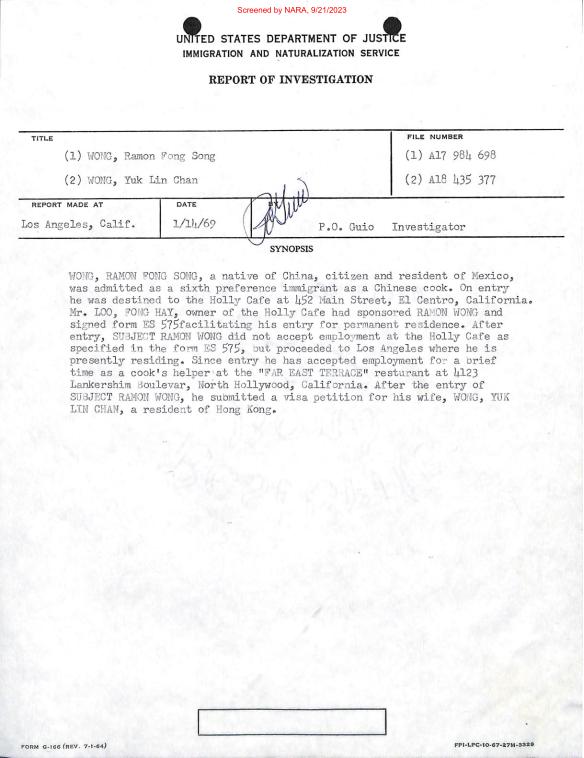 Screened by NARA, 9/21/2023
UNITED STATES DEPARTMENT OF JUSTICE
IMMIGRATION AND NATURALIZATION SERVICE
REPORT OF INVESTIGATION
TITLE
FILE NUMBER
(1) WONG, Ramon Fong Song
(1) A17 984 698
(2) WONG, Yuk Lin Chan
(2) A18 435 377
REPORT MADE AT
DATE
Los Angeles, Calif.
1/14/69
P.O. Guio Investigator
SYNOPSIS
WONG, RAMON FONG SONG, a native of China, citizen and resident of Mexico,
was admitted as a sixth preference immigrant as a Chinese cook. On entry
he was destined to the Holly Cafe at 452 Main Street, El Centro, California.
Mr. LOO, FONG HAY, owner of the Holly Cafe had sponsored RAMON WONG and
signed form ES 575facilitating his entry for permanent residence. After
entry, SUBJECT RAMON WONG did not accept employment at the Holly Cafe as
specified in the form ES 575, but proceeded to Los Angeles where he is
presently residing. Since entry he has accepted employment for a brief
time as a cook's helper at the "FAR EAST TERRACE" resturant at 4123
Lankershim Boulevar, North Hollywood, California. After the entry of
SUBJECT RAMON WONG, he submitted a visa petition for his wife, WONG, YUK
LIN CHAN, a resident of Hong Kong.
FORM G-166 (REV. 7-1-64)
FPI-LPC-10-67-27M-3329